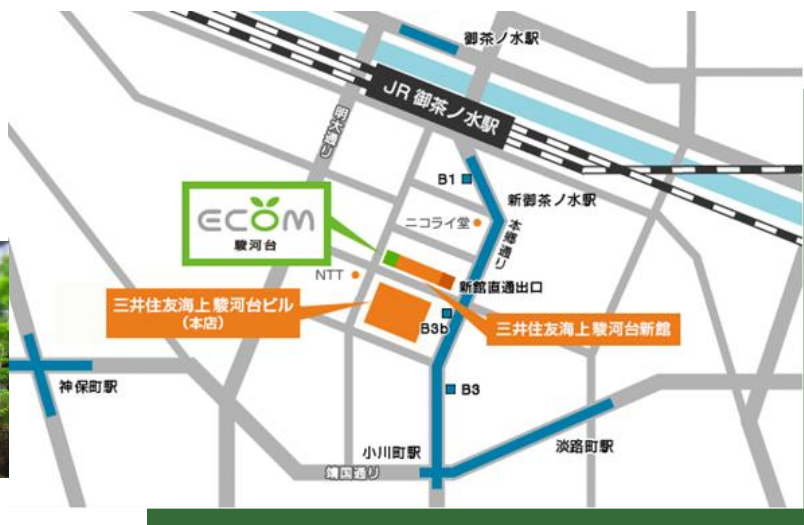 御茶ノ水駅
JR 御茶ノ水駅
明大通り
B1
新御茶ノ水駅
ECOM
駿河台
ニコライ堂
本郷通り
NTT
新館直通出口
三井住友海上駿河台ビル
(本店)
B3b
三井住友海上駿河台新館
神保町駅
B3
小川町駅
淡路町駅
靖国通り